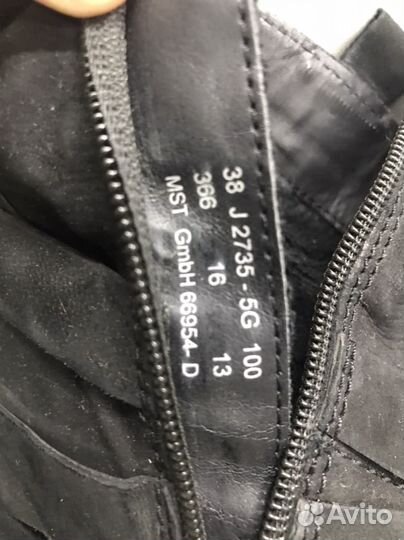 38 J 2735 - 5G 100
366 16 13
MST GmbH 66954- D
Avito